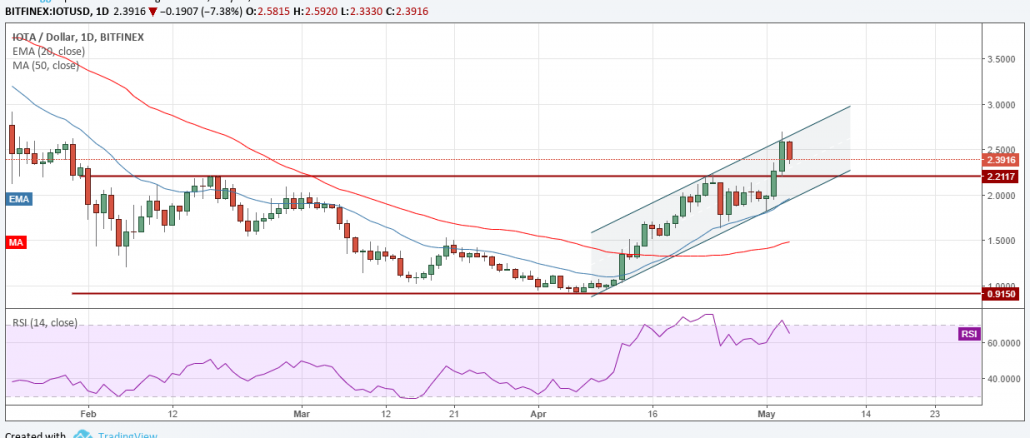 BITFINEX:IOTUSD, 1D 2.3916 ▼ −0.1907 (−7.38%) O:2.5815 H:2.5920 L:2.3330 C:2.3916
IOTA / Dollar, 1D, BITFINEX
EMA (20, close)
MA (50, close)
3.5000
3.0000
2.5000
2.3916
2.2117
2.0000
EMA
MA
1.5000
1.0000
0.9150
RSI (14, close)
RSI
60.0000
40.0000
Feb 12 Mar 12 21 Apr 16 May 14 23
Created with TradingView